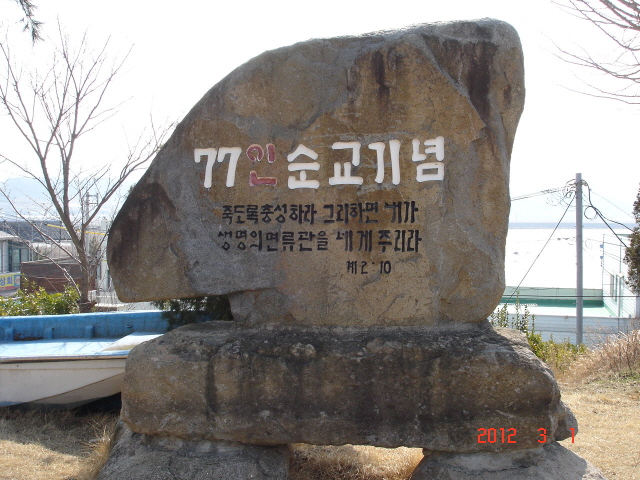 77인순교기념
죽도록충성하라 그리하면 내가
생명의면류관을 네게 주리라
계2·10
2012 3 1